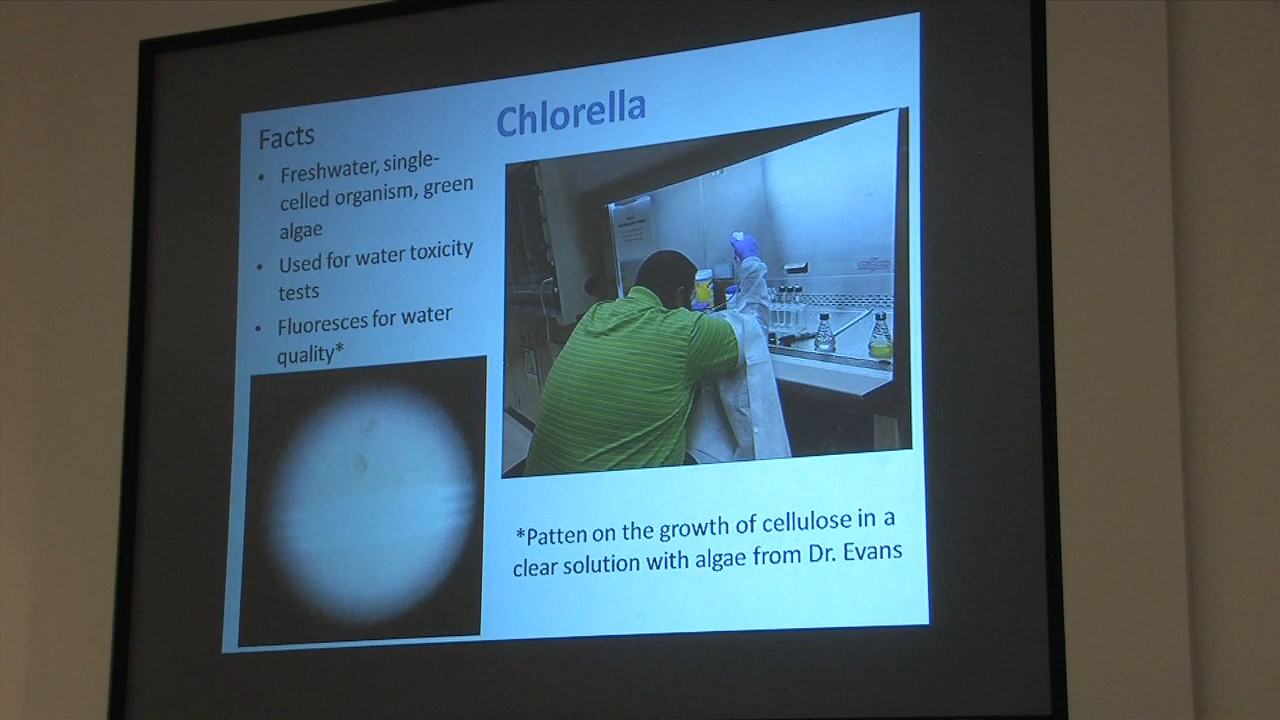 Chlorella
Facts
• Freshwater, single-
celled organism, green
algae
• Used for water toxicity
tests
• Fluoresces for water
quality*
*Patten on the growth of cellulose in a
clear solution with algae from Dr. Evans